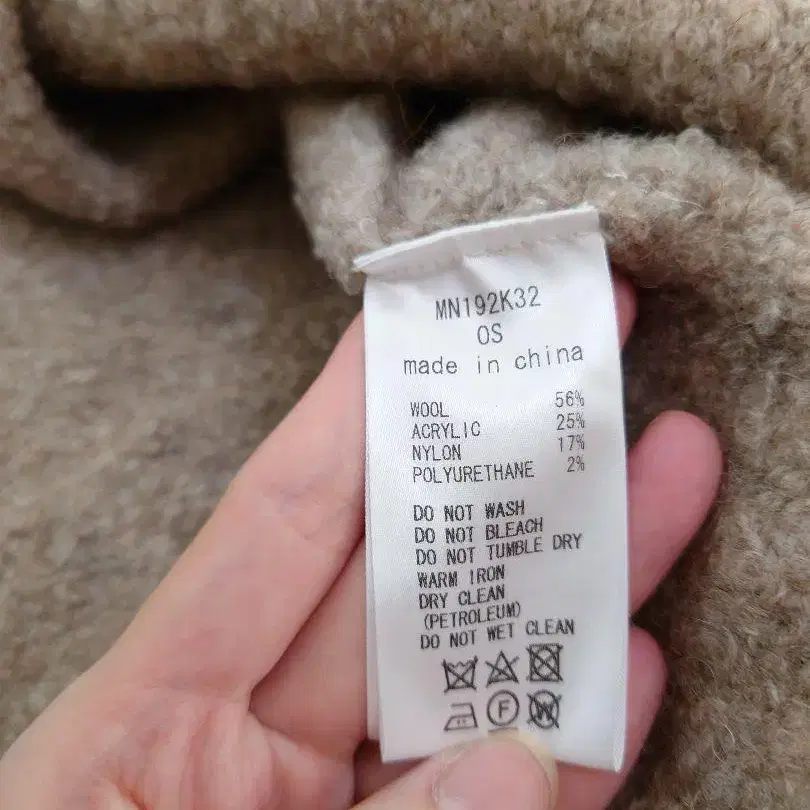 MN192K32
OS
made in china
WOOL 56%
ACRYLIC 25%
NYLON 17%
POLYURETHANE 2%
DO NOT WASH
DO NOT BLEACH
DO NOT TUMBLE DRY
WARM IRON
DRY CLEAN
(PETROLEUM)
DO NOT WET CLEAN
F W